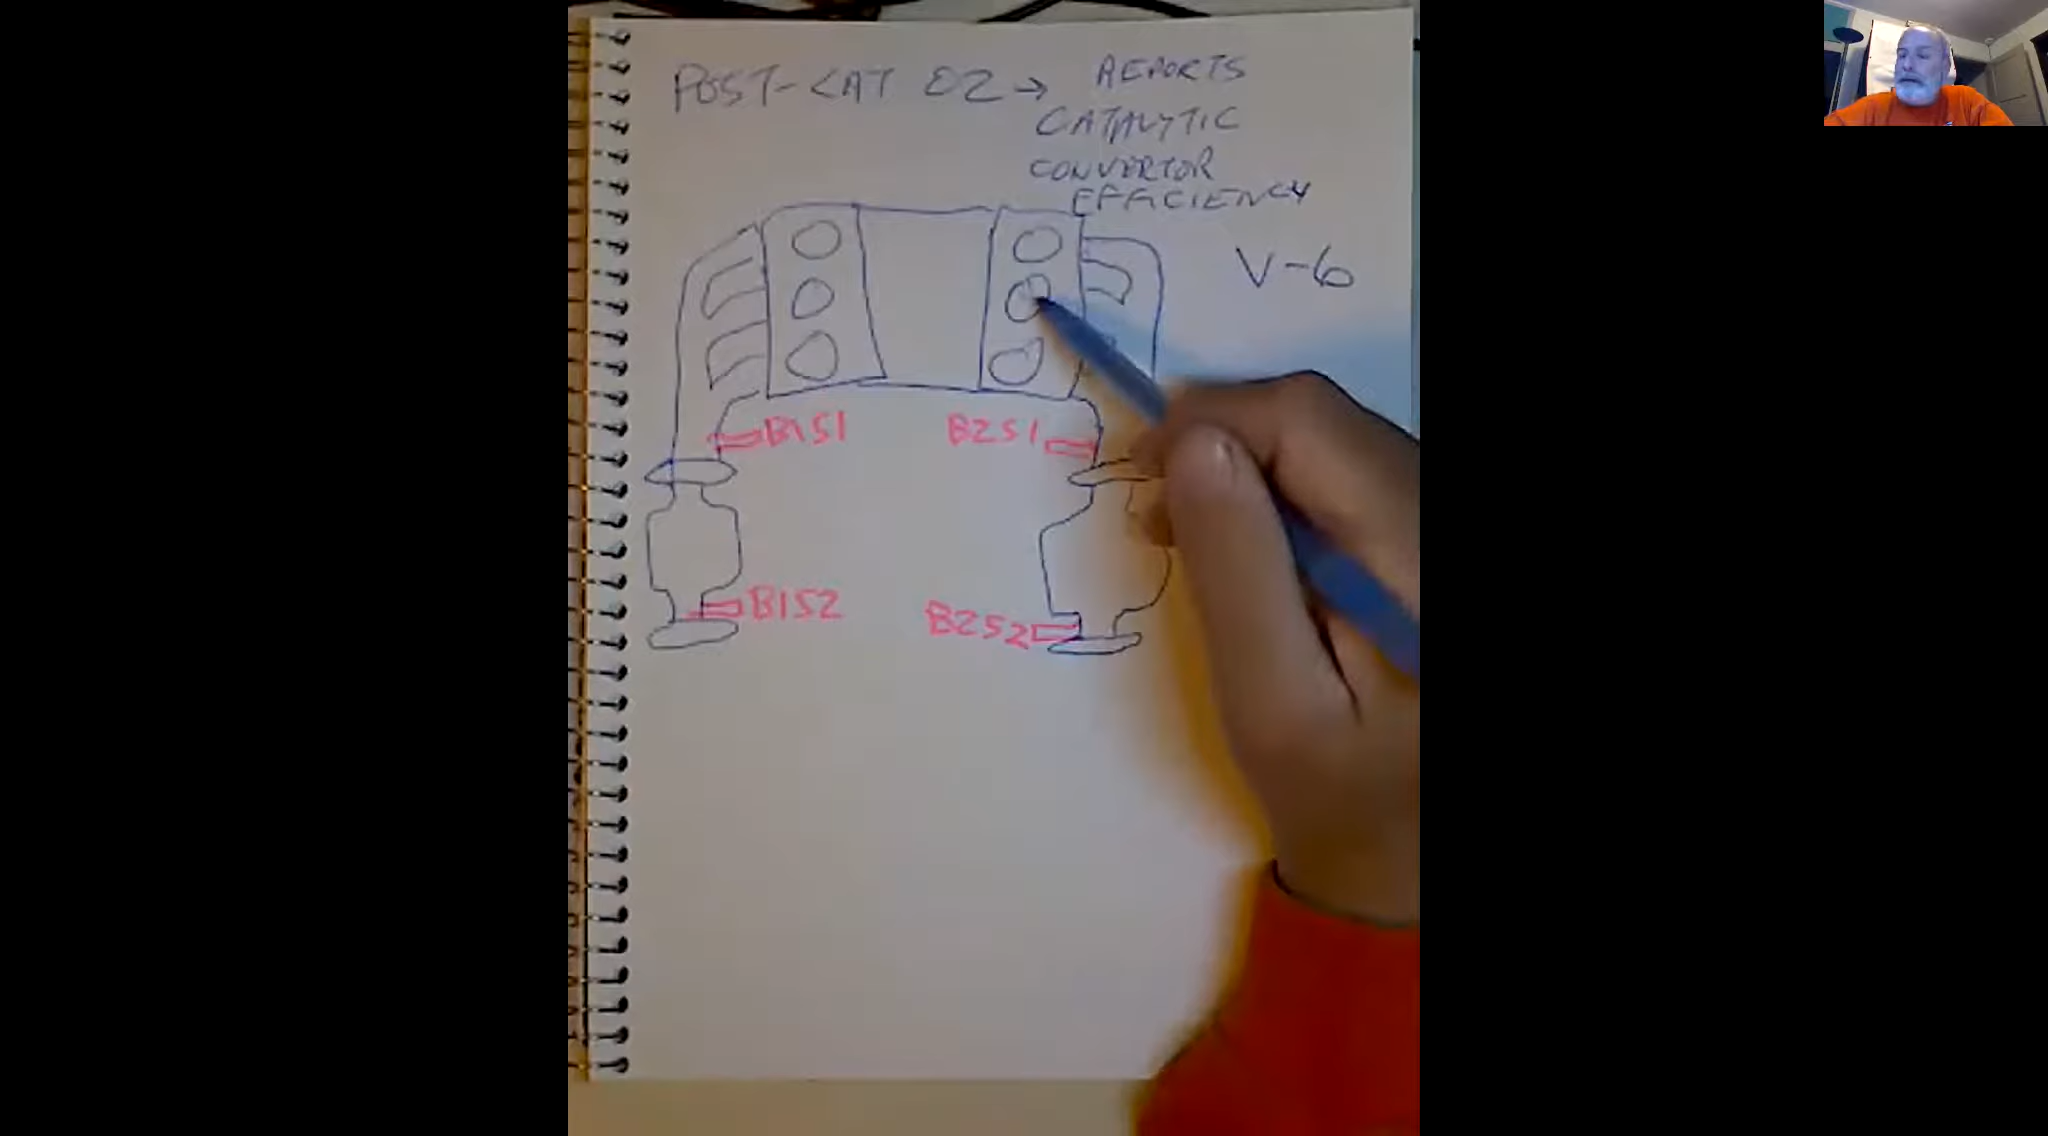 POST-CAT O2 → REPORTS
CATALYTIC
CONVERTOR
EFFICIENCY
V-6
B1S1
B2S1
B1S2
B2S2